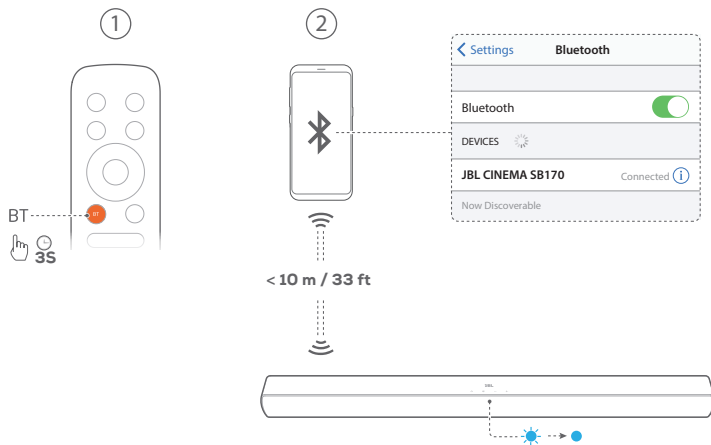 1
2
Settings
Bluetooth
Bluetooth
DEVICES
JBL CINEMA SB170
Connected i
Now Discoverable
BT
BT
3S
< 10 m / 33 ft
JBL